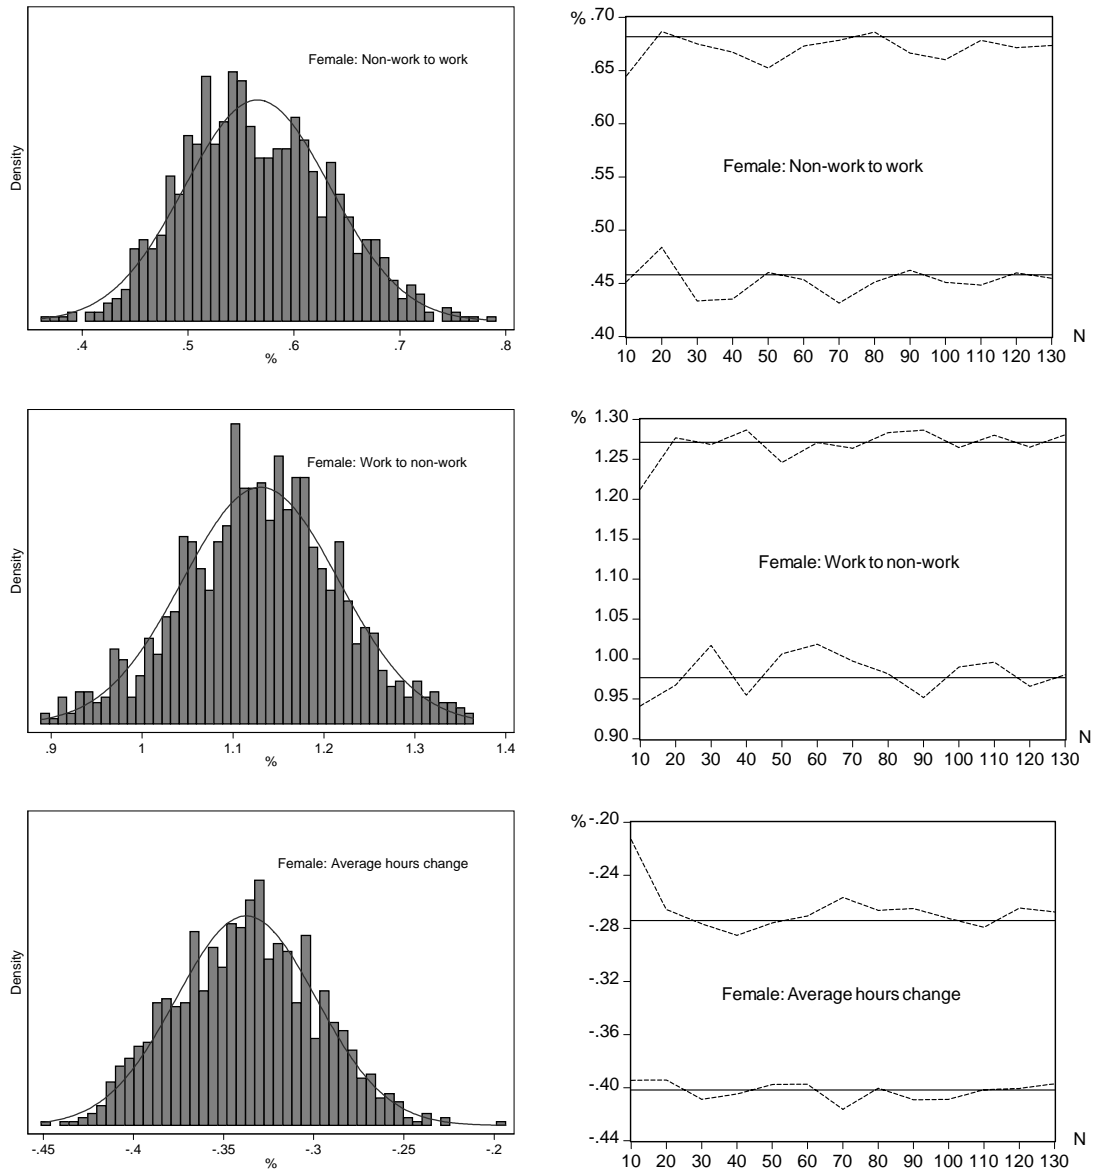 Female: Non-work to work
Density
.4 .5 .6 .7 .8
%
% .70
.65
.60
.55
.50
.45
.40
Female: Non-work to work
10 20 30 40 50 60 70 80 90 100 110 120 130
N
Female: Work to non-work
Density
.9 1 1.1 1.2 1.3 1.4
%
% 1.30
1.25
1.20
1.15
1.10
1.05
1.00
0.95
0.90
Female: Work to non-work
10 20 30 40 50 60 70 80 90 100 110 120 130
N
Female: Average hours change
Density
-.45 -.4 -.35 -.3 -.25 -.2
%
% -.20
-.24
-.28
-.32
-.36
-.40
-.44
Female: Average hours change
10 20 30 40 50 60 70 80 90 100 110 120 130
N